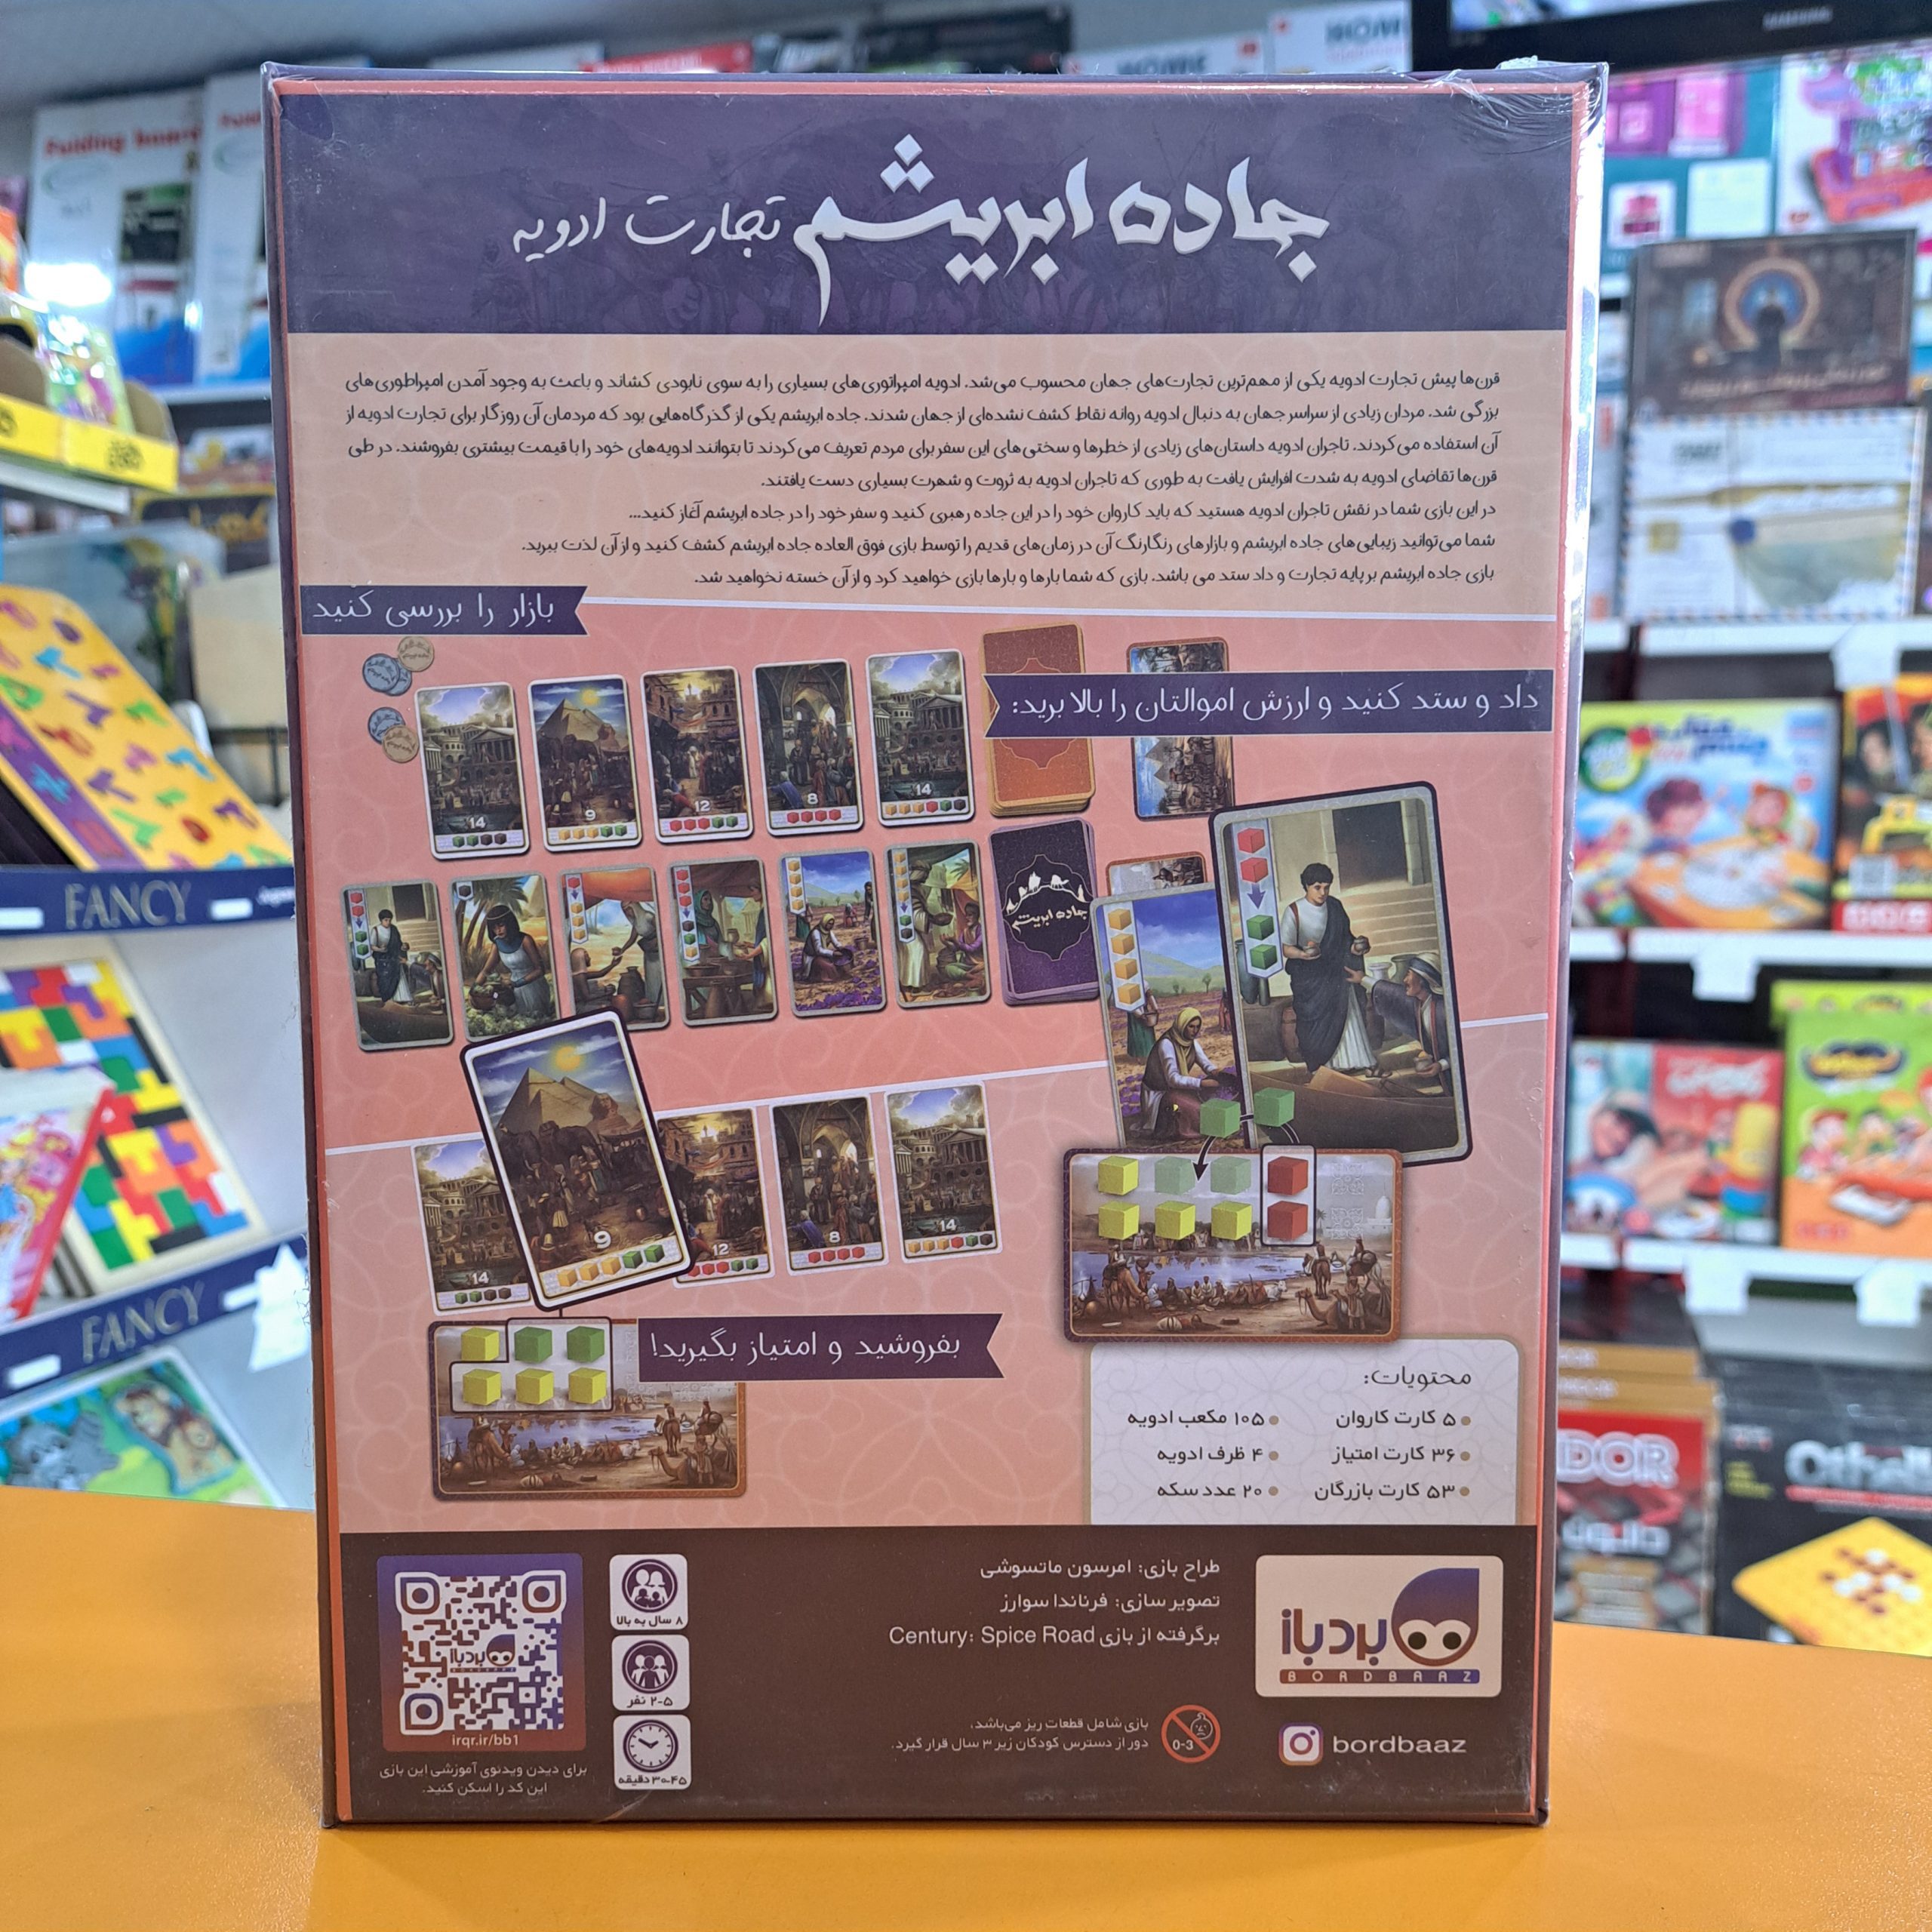 جاده ابریشم تجارت ادویه
قرن‌ها پیش تجارت ادویه یکی از مهم‌ترین تجارت‌های جهان محسوب می‌شد. ادویه امپراتوری‌های بسیاری را به سوی نابودی کشاند و باعث به وجود آمدن امپراطوری‌های
بزرگی شد. مردان زیادی از سراسر جهان به دنبال ادویه روانه نقاط کشف نشده‌ای از جهان شدند. جاده ابریشم یکی از گذرگاه‌هایی بود که مردمان آن روزگار برای تجارت ادویه از
آن استفاده می‌کردند. تاجران ادویه داستان‌های زیادی از خطرها و سختی‌های این سفر برای مردم تعریف می‌کردند تا بتوانند ادویه‌های خود را با قیمت بیشتری بفروشند. در طی
قرن‌ها تقاضای ادویه به شدت افزایش یافت به طوری که تاجران ادویه به ثروت و شهرت بسیاری دست یافتند.
در این بازی شما در نقش تاجران ادویه هستید که باید کاروان خود را در این جاده رهبری کنید و سفر خود را در جاده ابریشم آغاز کنید...
شما می‌توانید زیبایی‌های جاده ابریشم و بازارهای رنگارنگ آن در زمان‌های قدیم را توسط بازی فوق العاده جاده ابریشم کشف کنید و از آن لذت ببرید.
بازی جاده ابریشم بر پایه تجارت و داد ستد می باشد. بازی که شما بارها و بارها بازی خواهید کرد و از آن خسته نخواهید شد.
بازار را بررسی کنید
داد و ستد کنید و ارزش اموالتان را بالا برید:
14
9
12
8
14
جاده ابریشم
14
9
12
8
14
بفروشید و امتیاز بگیرید!
محتویات:
۵ کارت کاروان
۱۰۵ مکعب ادویه
۳۶ کارت امتیاز
۴ ظرف ادویه
۵۳ کارت بازرگان
۲۰ عدد سکه
طراح بازی: امرسون ماتسوشی
تصویر سازی: فرناندا سوارز
برگرفته از بازی Century: Spice Road
بازی شامل قطعات ریز می‌باشد،
دور از دسترس کودکان زیر ۳ سال قرار گیرد.
0-3
بردباز
BORDBAAZ
bordbaaz
۸ سال به بالا
۲-۵ نفر
۳۰-۴۵ دقیقه
بردباز
irqr.ir/bb1
برای دیدن ویدئوی آموزشی این بازی
این کد را اسکن کنید.
Folding board
HOME
SAMSUNG
FANCY
FANCY
DOR